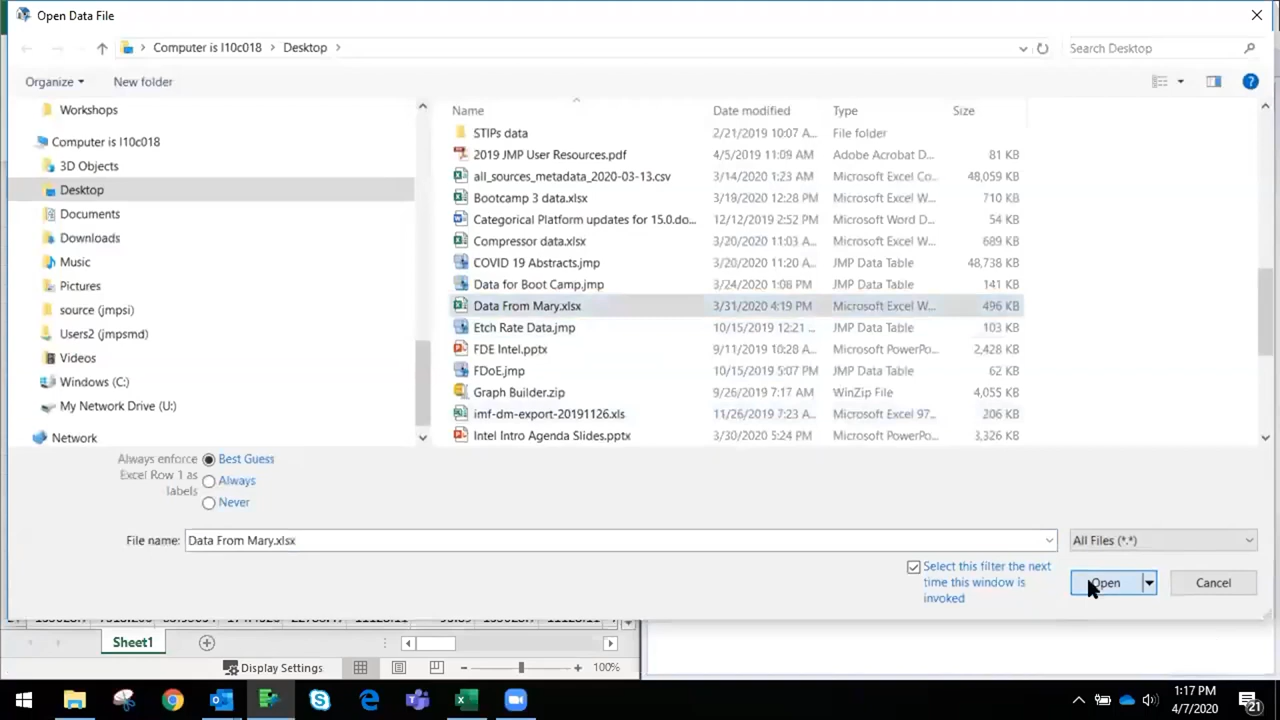 Open Data File
Computer is l10c018 > Desktop >
Search Desktop
Organize
New folder
Workshops
Computer is l10c018
3D Objects
Desktop
Documents
Downloads
Music
Pictures
source (jmpsi)
Users2 (jmpsmd)
Videos
Windows (C:)
My Network Drive (U:)
Network
Name Date modified Type Size
STIPs data 2/21/2019 10:07 A... File folder
2019 JMP User Resources.pdf 4/5/2019 11:09 AM Adobe Acrobat D... 81 KB
all_sources_metadata_2020-03-13.csv 3/14/2020 1:23 AM Microsoft Excel Co... 48,059 KB
Bootcamp 3 data.xlsx 3/19/2020 12:28 PM Microsoft Excel W... 710 KB
Categorical Platform updates for 15.0.do... 12/12/2019 2:52 PM Microsoft Word D... 54 KB
Compressor data.xlsx 3/20/2020 11:03 A... Microsoft Excel W... 689 KB
COVID 19 Abstracts.jmp 3/20/2020 11:20 A... JMP Data Table 48,738 KB
Data for Boot Camp.jmp 3/24/2020 1:08 PM JMP Data Table 141 KB
Data From Mary.xlsx 3/31/2020 4:19 PM Microsoft Excel W... 496 KB
Etch Rate Data.jmp 10/15/2019 12:21 ... JMP Data Table 103 KB
FDE Intel.pptx 9/11/2019 10:28 A... Microsoft PowerPo... 2,428 KB
FDoE.jmp 10/15/2019 5:07 PM JMP Data Table 62 KB
Graph Builder.zip 9/26/2019 7:17 AM WinZip File 4,055 KB
imf-dm-export-20191126.xls 11/26/2019 7:23 A... Microsoft Excel 97... 206 KB
Intel Intro Agenda Slides.pptx 3/30/2020 5:24 PM Microsoft PowerPo... 3,326 KB
Always enforce
Excel Row 1 as
labels
Best Guess
Always
Never
File name: Data From Mary.xlsx
All Files (*.*)
Select this filter the next
time this window is
invoked
Open
Cancel
Sheet1
Display Settings
100%
1:17 PM
4/7/2020
21